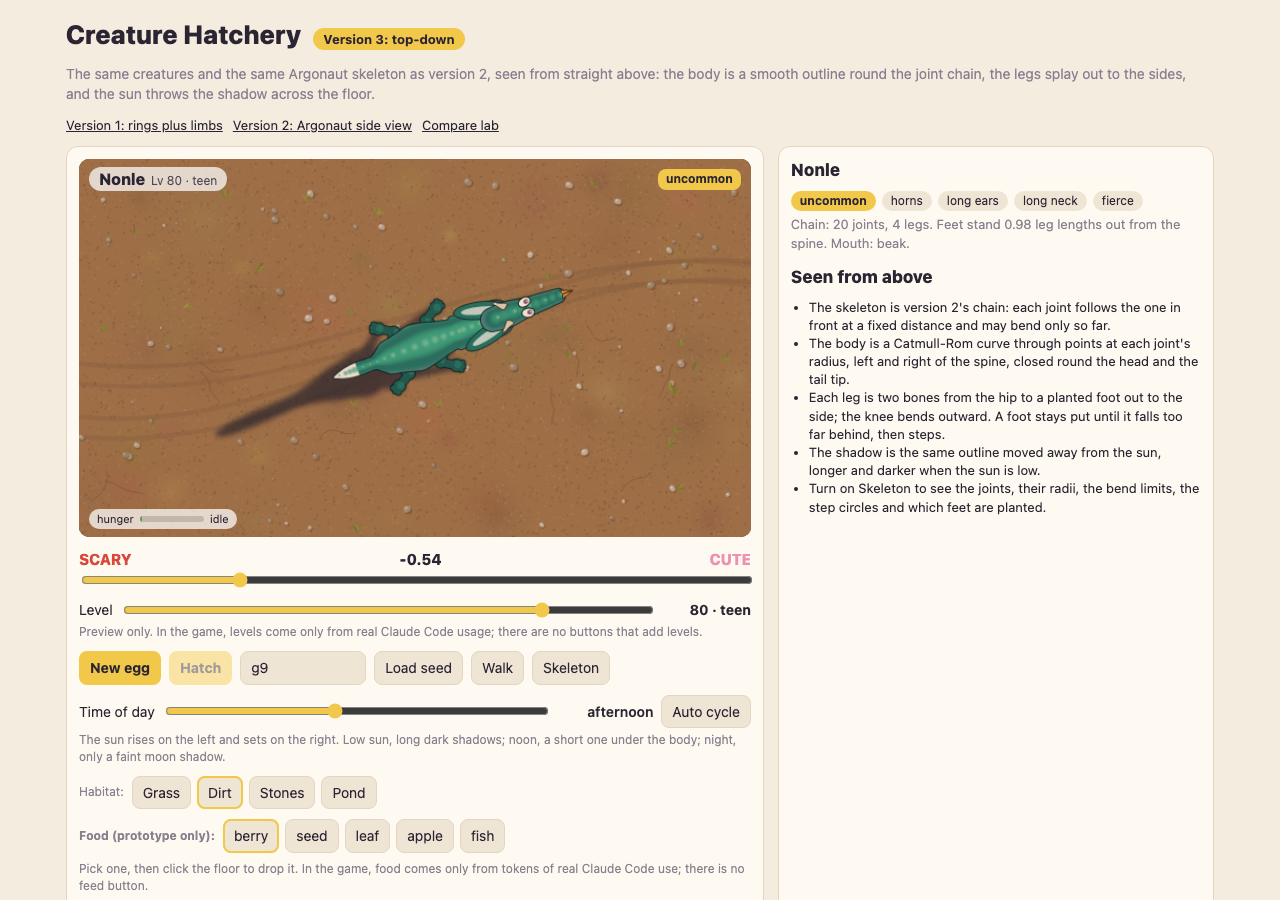 Creature Hatchery Version 3: top-down
The same creatures and the same Argonaut skeleton as version 2, seen from straight above: the body is a smooth outline round the joint chain, the legs splay out to the sides,
and the sun throws the shadow across the floor.
Version 1: rings plus limbs Version 2: Argonaut side view Compare lab
Nonle Lv 80 · teen
uncommon
hunger idle
SCARY -0.54 CUTE
Level 80 · teen
Preview only. In the game, levels come only from real Claude Code usage; there are no buttons that add levels.
New egg Hatch g9 Load seed Walk Skeleton
Time of day afternoon Auto cycle
The sun rises on the left and sets on the right. Low sun, long dark shadows; noon, a short one under the body; night,
only a faint moon shadow.
Habitat: Grass Dirt Stones Pond
Food (prototype only): berry seed leaf apple fish
Pick one, then click the floor to drop it. In the game, food comes only from tokens of real Claude Code use; there is no
feed button.
Nonle
uncommon horns long ears long neck fierce
Chain: 20 joints, 4 legs. Feet stand 0.98 leg lengths out from the
spine. Mouth: beak.
Seen from above
• The skeleton is version 2's chain: each joint follows the one in
front at a fixed distance and may bend only so far.
• The body is a Catmull-Rom curve through points at each joint's
radius, left and right of the spine, closed round the head and the
tail tip.
• Each leg is two bones from the hip to a planted foot out to the
side; the knee bends outward. A foot stays put until it falls too
far behind, then steps.
• The shadow is the same outline moved away from the sun,
longer and darker when the sun is low.
• Turn on Skeleton to see the joints, their radii, the bend limits, the
step circles and which feet are planted.